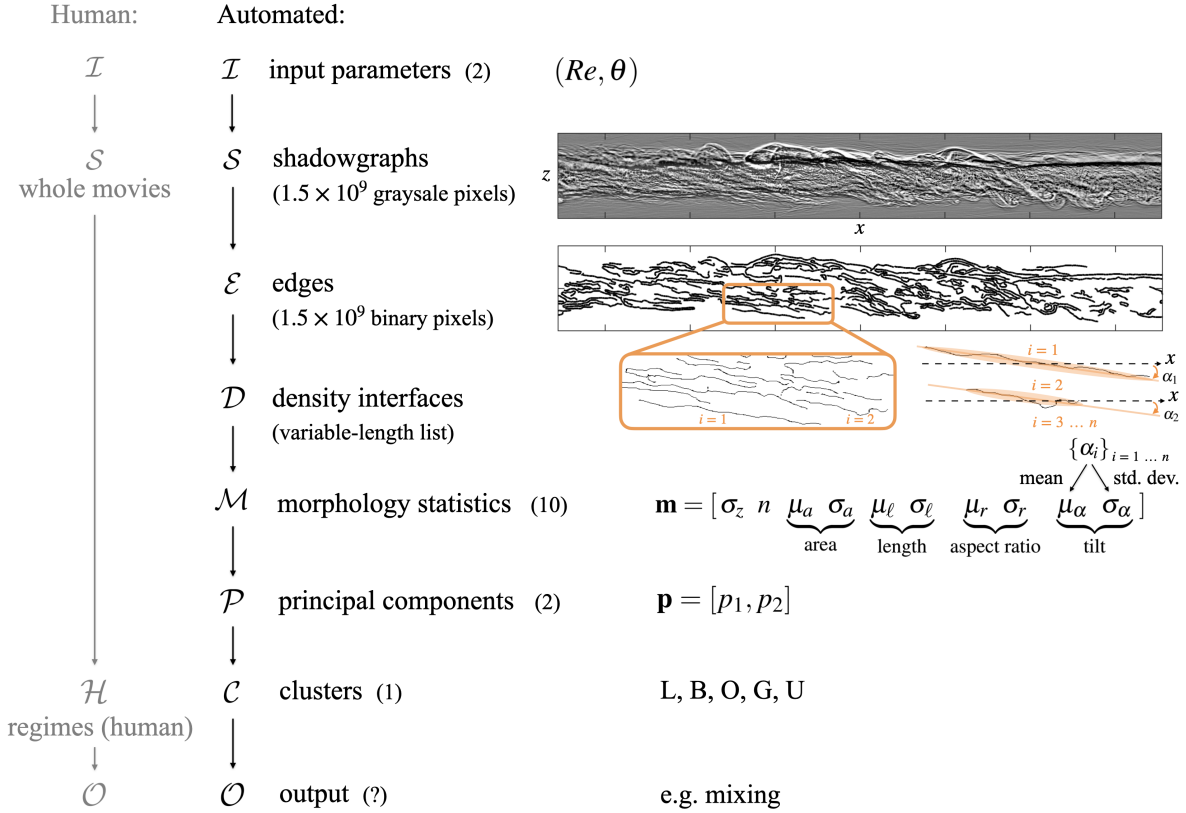 Human: Automated:
ℐ ℐ input parameters (2) (Re, θ)
𝒮 𝒮 shadowgraphs
whole movies (1.5 × 10⁹ graysale pixels)
z
x
ℰ edges
(1.5 × 10⁹ binary pixels)
i = 1 x
α₁
i = 2 x
α₂
𝒟 density interfaces
(variable-length list)
i = 1 i = 2 i = 3 … n
{αᵢ} i = 1 … n
mean std. dev.
ℳ morphology statistics (10) m = [ σ_z n μ_a σ_a μ_ℓ σ_ℓ μ_r σ_r μ_α σ_α ]
area length aspect ratio tilt
𝒫 principal components (2) p = [p₁, p₂]
ℋ 𝒞 clusters (1) L, B, O, G, U
regimes (human)
𝒪 𝒪 output (?) e.g. mixing